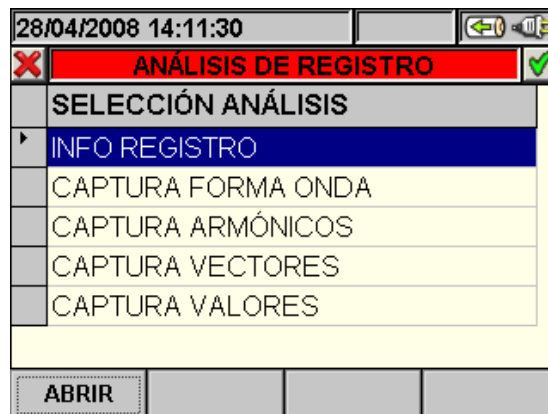 28/04/2008 14:11:30
ANÁLISIS DE REGISTRO
SELECCIÓN ANÁLISIS
INFO REGISTRO
CAPTURA FORMA ONDA
CAPTURA ARMÓNICOS
CAPTURA VECTORES
CAPTURA VALORES
ABRIR